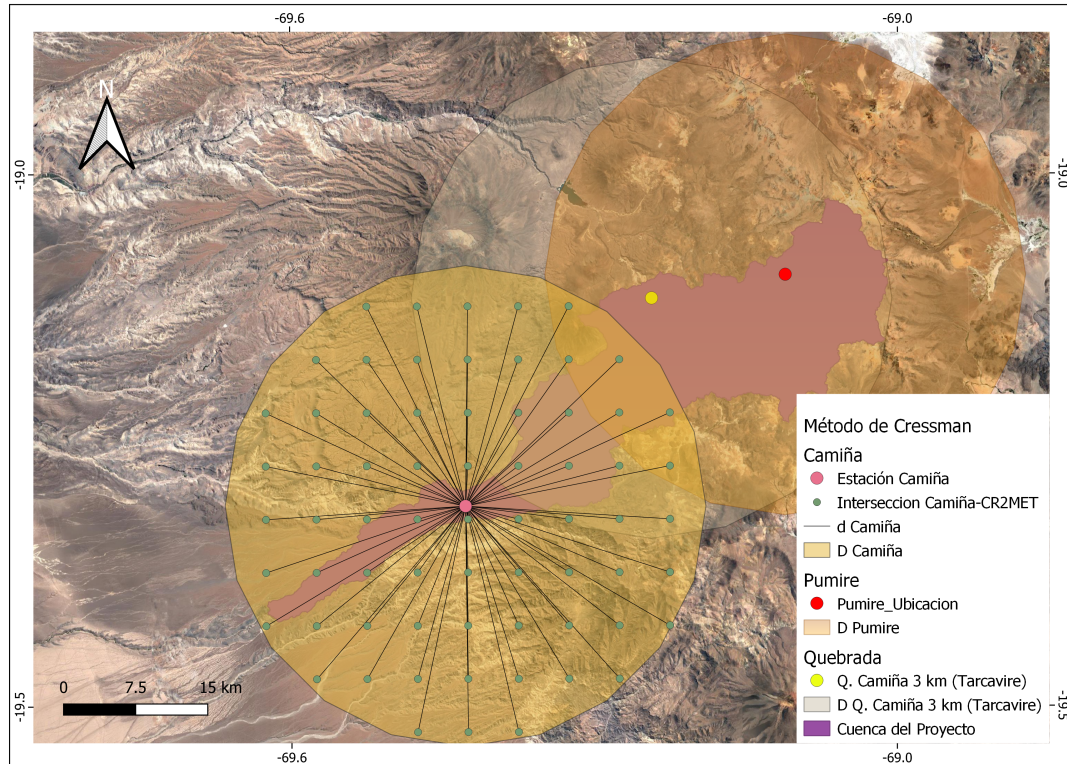 -69.6 -69.0
N
-19.0 -19.0
Método de Cressman
Camiña
Estación Camiña
Interseccion Camiña-CR2MET
d Camiña
D Camiña
Pumire
Pumire_Ubicacion
D Pumire
Quebrada
Q. Camiña 3 km (Tarcavire)
D Q. Camiña 3 km (Tarcavire)
Cuenca del Proyecto
0 7.5 15 km
-19.5 -19.5
-69.6 -69.0